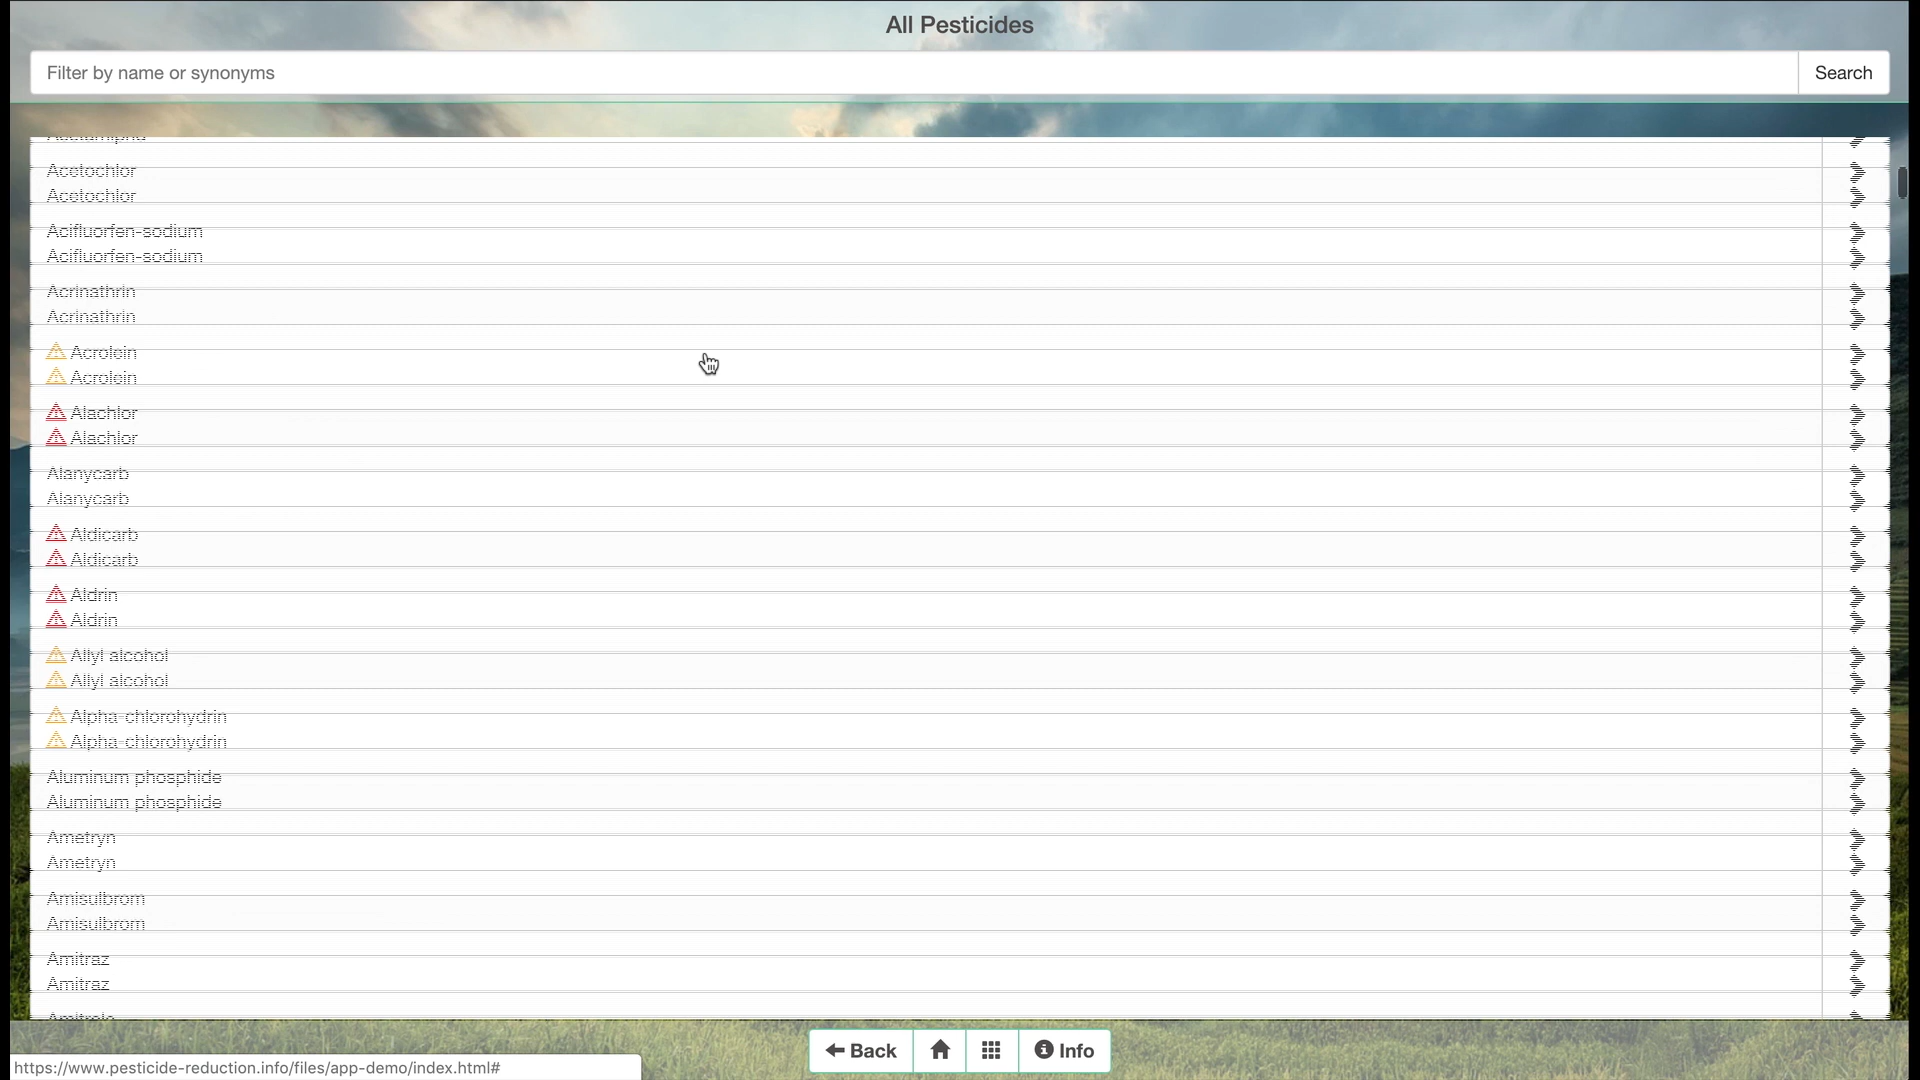 All Pesticides
Filter by name or synonyms
Search
Acetochlor
Acetochlor
Acifluorfen-sodium
Acifluorfen-sodium
Acrinathrin
Acrinathrin
Acrolein
Acrolein
Alachlor
Alachlor
Alanycarb
Alanycarb
Aldicarb
Aldicarb
Aldrin
Aldrin
Allyl alcohol
Allyl alcohol
Alpha-chlorohydrin
Alpha-chlorohydrin
Aluminum phosphide
Aluminum phosphide
Ametryn
Ametryn
Amisulbrom
Amisulbrom
Amitraz
Amitraz
Back
Info
https://www.pesticide-reduction.info/files/app-demo/index.html#